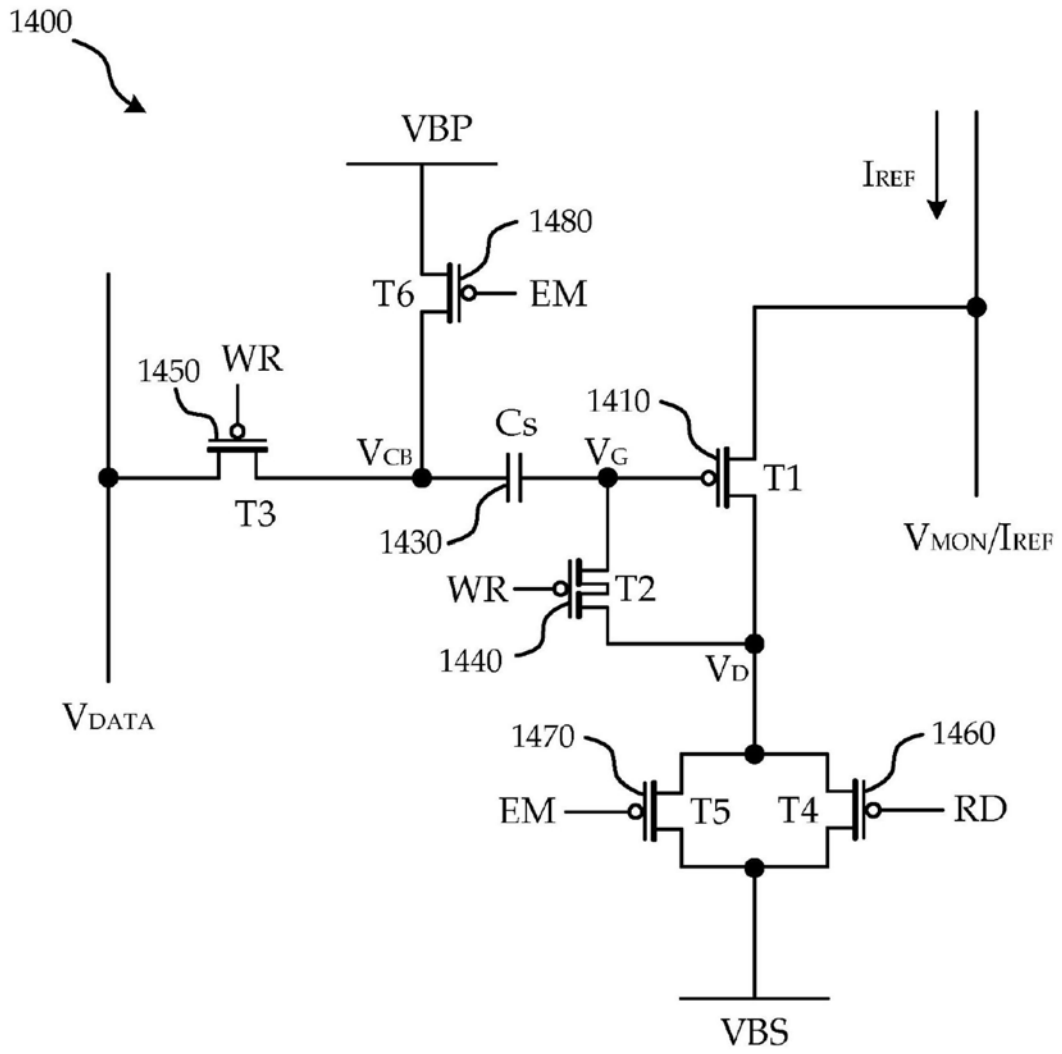 1400
VBP
IREF
1480
T6
EM
1450
WR
1410
VCB
Cs
VG
T1
T3
1430
VMON/IREF
WR
T2
1440
VD
VDATA
1470
1460
EM
T5
T4
RD
VBS